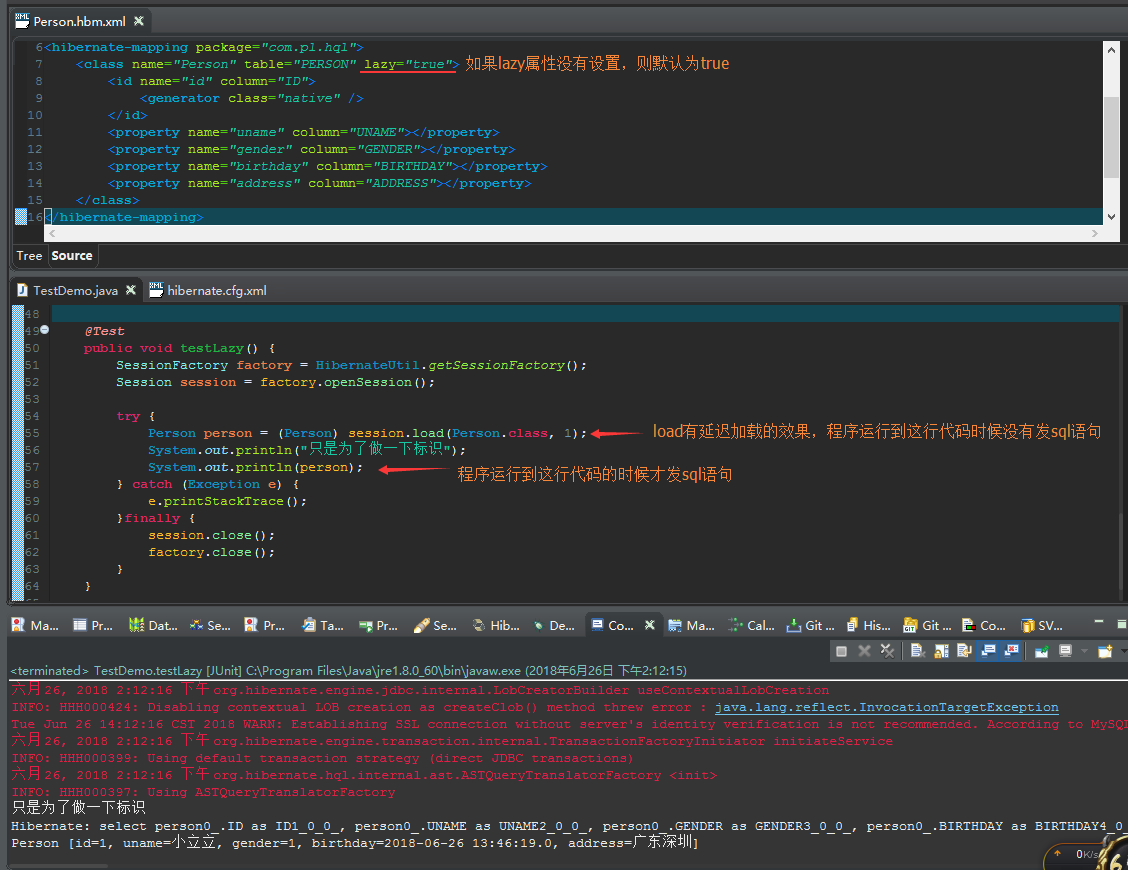 Person.hbm.xml
6<hibernate-mapping package="com.pl.hql">
7 <class name="Person" table="PERSON" lazy="true"> 如果lazy属性没有设置，则默认为true
8 <id name="id" column="ID">
9 <generator class="native" />
10 </id>
11 <property name="uname" column="UNAME"></property>
12 <property name="gender" column="GENDER"></property>
13 <property name="birthday" column="BIRTHDAY"></property>
14 <property name="address" column="ADDRESS"></property>
15 </class>
16</hibernate-mapping>
Tree Source
TestDemo.java hibernate.cfg.xml
48
49 @Test
50 public void testLazy() {
51 SessionFactory factory = HibernateUtil.getSessionFactory();
52 Session session = factory.openSession();
53
54 try {
55 Person person = (Person) session.load(Person.class, 1); load有延迟加载的效果，程序运行到这行代码时候没有发sql语句
56 System.out.println("只是为了做一下标识");
57 System.out.println(person); 程序运行到这行代码的时候才发sql语句
58 } catch (Exception e) {
59 e.printStackTrace();
60 }finally {
61 session.close();
62 factory.close();
63 }
64 }
Ma... Pr... Dat... Se... Pr... Ta... Pr... Se... Hib... De... Co... Ma... Cal... Git ... His... Git ... Co... SV...
<terminated> TestDemo.testLazy [JUnit] C:\Program Files\Java\jre1.8.0_60\bin\javaw.exe (2018年6月26日 下午2:12:15)
六月 26, 2018 2:12:16 下午 org.hibernate.engine.jdbc.internal.LobCreatorBuilder useContextualLobCreation
INFO: HHH000424: Disabling contextual LOB creation as createClob() method threw error : java.lang.reflect.InvocationTargetException
Tue Jun 26 14:12:16 CST 2018 WARN: Establishing SSL connection without server's identity verification is not recommended. According to MySQL
六月 26, 2018 2:12:16 下午 org.hibernate.engine.transaction.internal.TransactionFactoryInitiator initiateService
INFO: HHH000399: Using default transaction strategy (direct JDBC transactions)
六月 26, 2018 2:12:16 下午 org.hibernate.hql.internal.ast.ASTQueryTranslatorFactory <init>
INFO: HHH000397: Using ASTQueryTranslatorFactory
只是为了做一下标识
Hibernate: select person0_.ID as ID1_0_0_, person0_.UNAME as UNAME2_0_0_, person0_.GENDER as GENDER3_0_0_, person0_.BIRTHDAY as BIRTHDAY4_0_
Person [id=1, uname=小立立, gender=1, birthday=2018-06-26 13:46:19.0, address=广东深圳]
0K/s